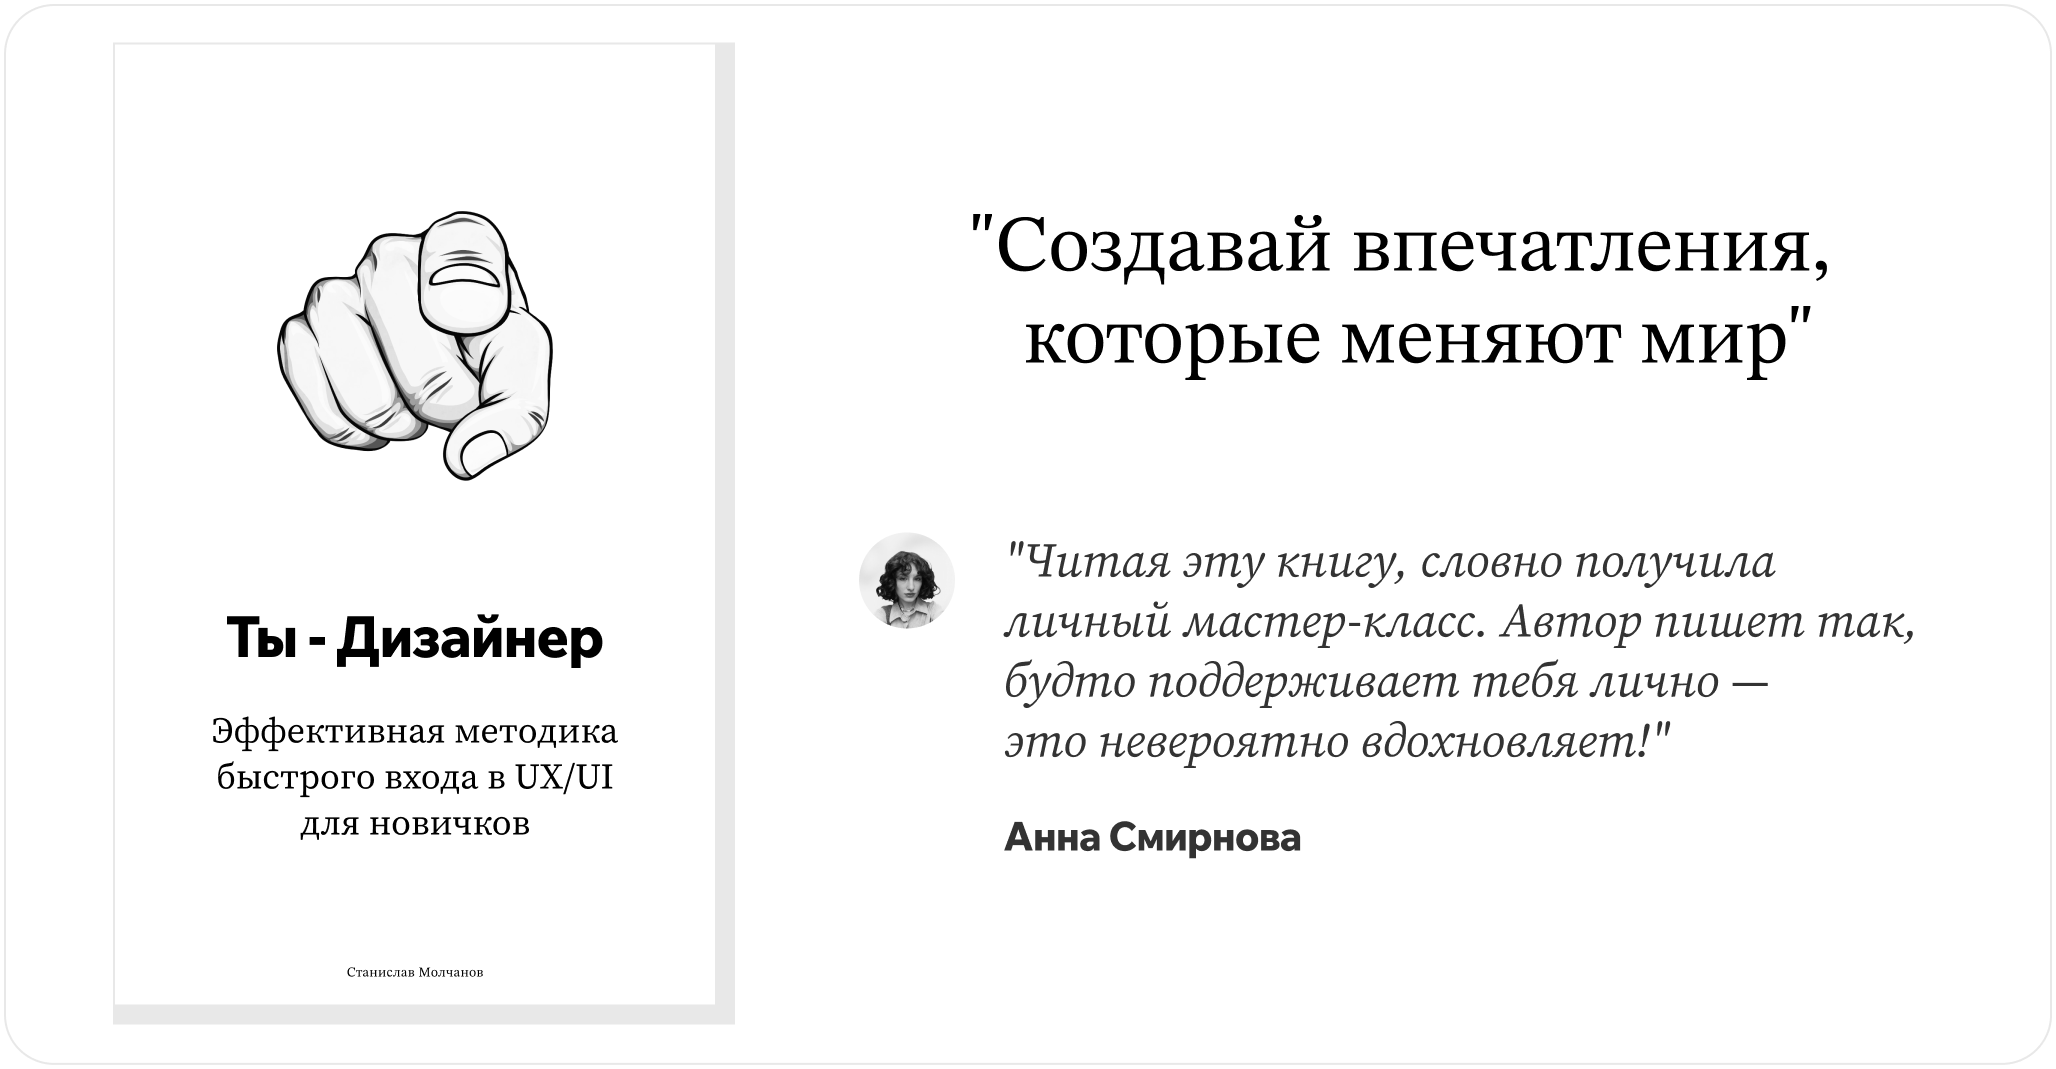 Ты - Дизайнер
Эффективная методика
быстрого входа в UX/UI
для новичков
Станислав Молчанов
"Создавай впечатления,
которые меняют мир"
"Читая эту книгу, словно получила
личный мастер-класс. Автор пишет так,
будто поддерживает тебя лично —
это невероятно вдохновляет!"
Анна Смирнова